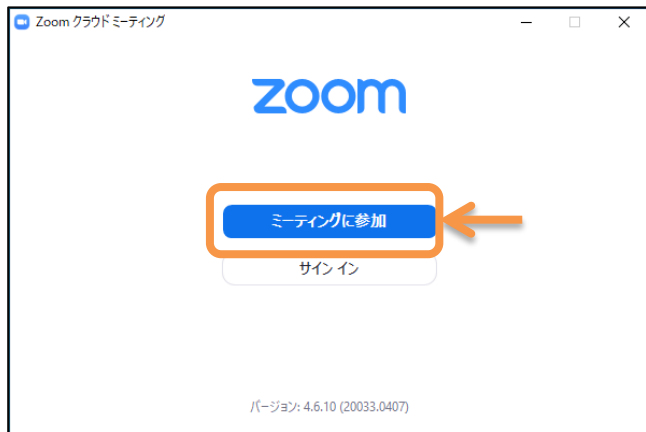 Zoom クラウド ミーティング
zoom
ミーティングに参加
サイン イン
バージョン: 4.6.10 (20033.0407)